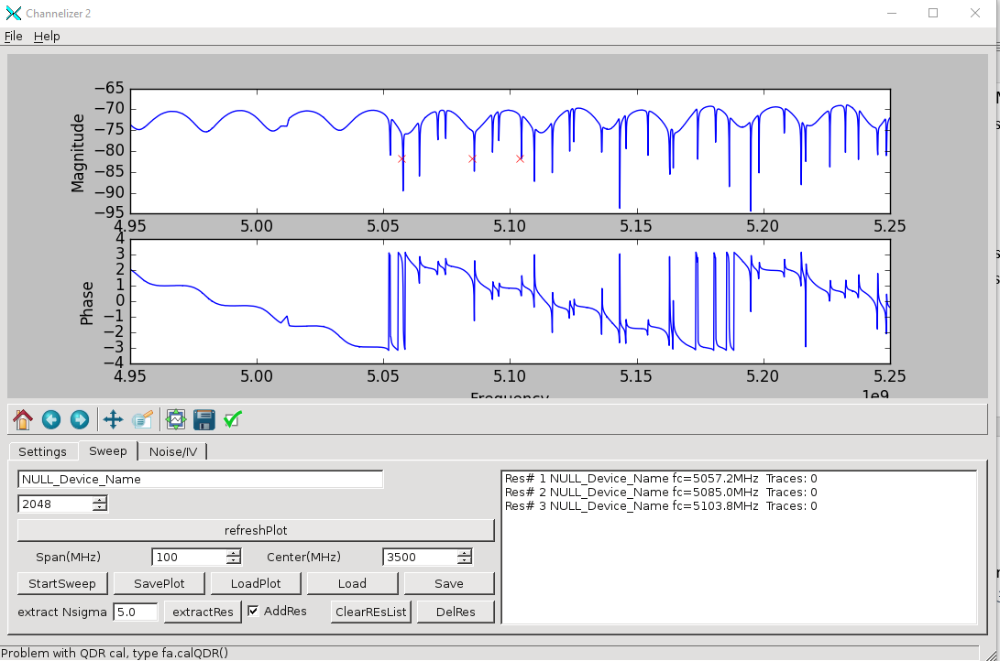 Channelizer 2
File Help
−65
−70
−75
−80
−85
−90
−95
Magnitude
4.95 5.00 5.05 5.10 5.15 5.20 5.25
4
3
2
1
0
−1
−2
−3
−4
Phase
4.95 5.00 5.05 5.10 5.15 5.20 5.25
Frequency
1e9
Settings Sweep Noise/IV
NULL_Device_Name
2048
refreshPlot
Span(MHz) 100 Center(MHz) 3500
StartSweep SavePlot LoadPlot Load Save
extract Nsigma 5.0 extractRes AddRes ClearREsList DelRes
Res# 1 NULL_Device_Name fc=5057.2MHz Traces: 0
Res# 2 NULL_Device_Name fc=5085.0MHz Traces: 0
Res# 3 NULL_Device_Name fc=5103.8MHz Traces: 0
Problem with QDR cal, type fa.calQDR()